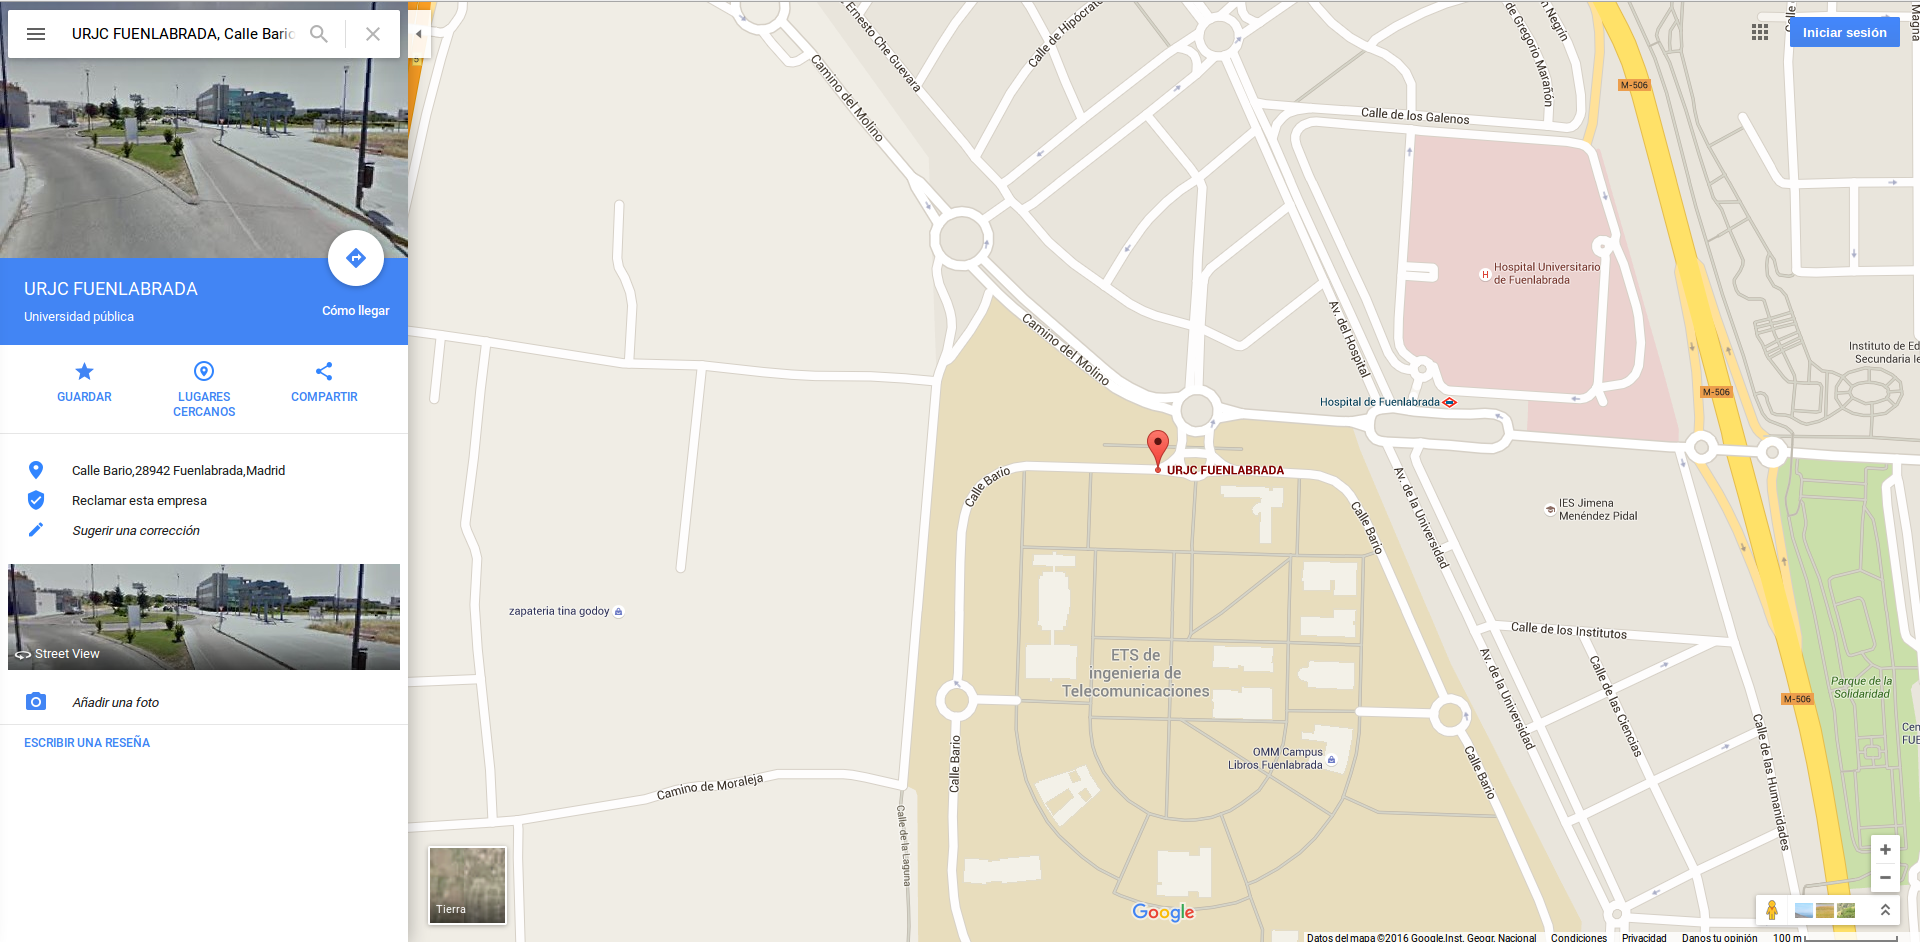 URJC FUENLABRADA, Calle Bario
URJC FUENLABRADA
Universidad pública
Cómo llegar
GUARDAR
LUGARES
CERCANOS
COMPARTIR
Calle Bario,28942 Fuenlabrada,Madrid
Reclamar esta empresa
Sugerir una corrección
Street View
Añadir una foto
ESCRIBIR UNA RESEÑA
Iniciar sesión
Ernesto Che Guevara
Calle de Hipócrate
de Gregorio Marañón
n Negrín
Calle
Magna
Camino del Molino
Calle de los Galenos
M-506
Hospital Universitario
de Fuenlabrada
Camino del Molino
Av. del Hospital
Instituto de Ed
Secundaria le
M-506
Hospital de Fuenlabrada
URJC FUENLABRADA
Calle Bario
Calle Bario
Av. de la Universidad
IES Jimena
Menéndez Pidal
zapateria tina godoy
Calle de los Institutos
ETS de
ingenieria de
Telecomunicaciones
Av. de la Universidad
Calle de las Ciencias
Parque de la
Solidaridad
M-506
Cen
FUE
OMM Campus
Libros Fuenlabrada
Calle Bario
Calle Bario
Calle de las Humanidades
Camino de Moraleja
Calle de la Laguna
Tierra
Google
Datos del mapa ©2016 Google,Inst. Geogr. Nacional Condiciones Privacidad Danos tu opinión 100 m